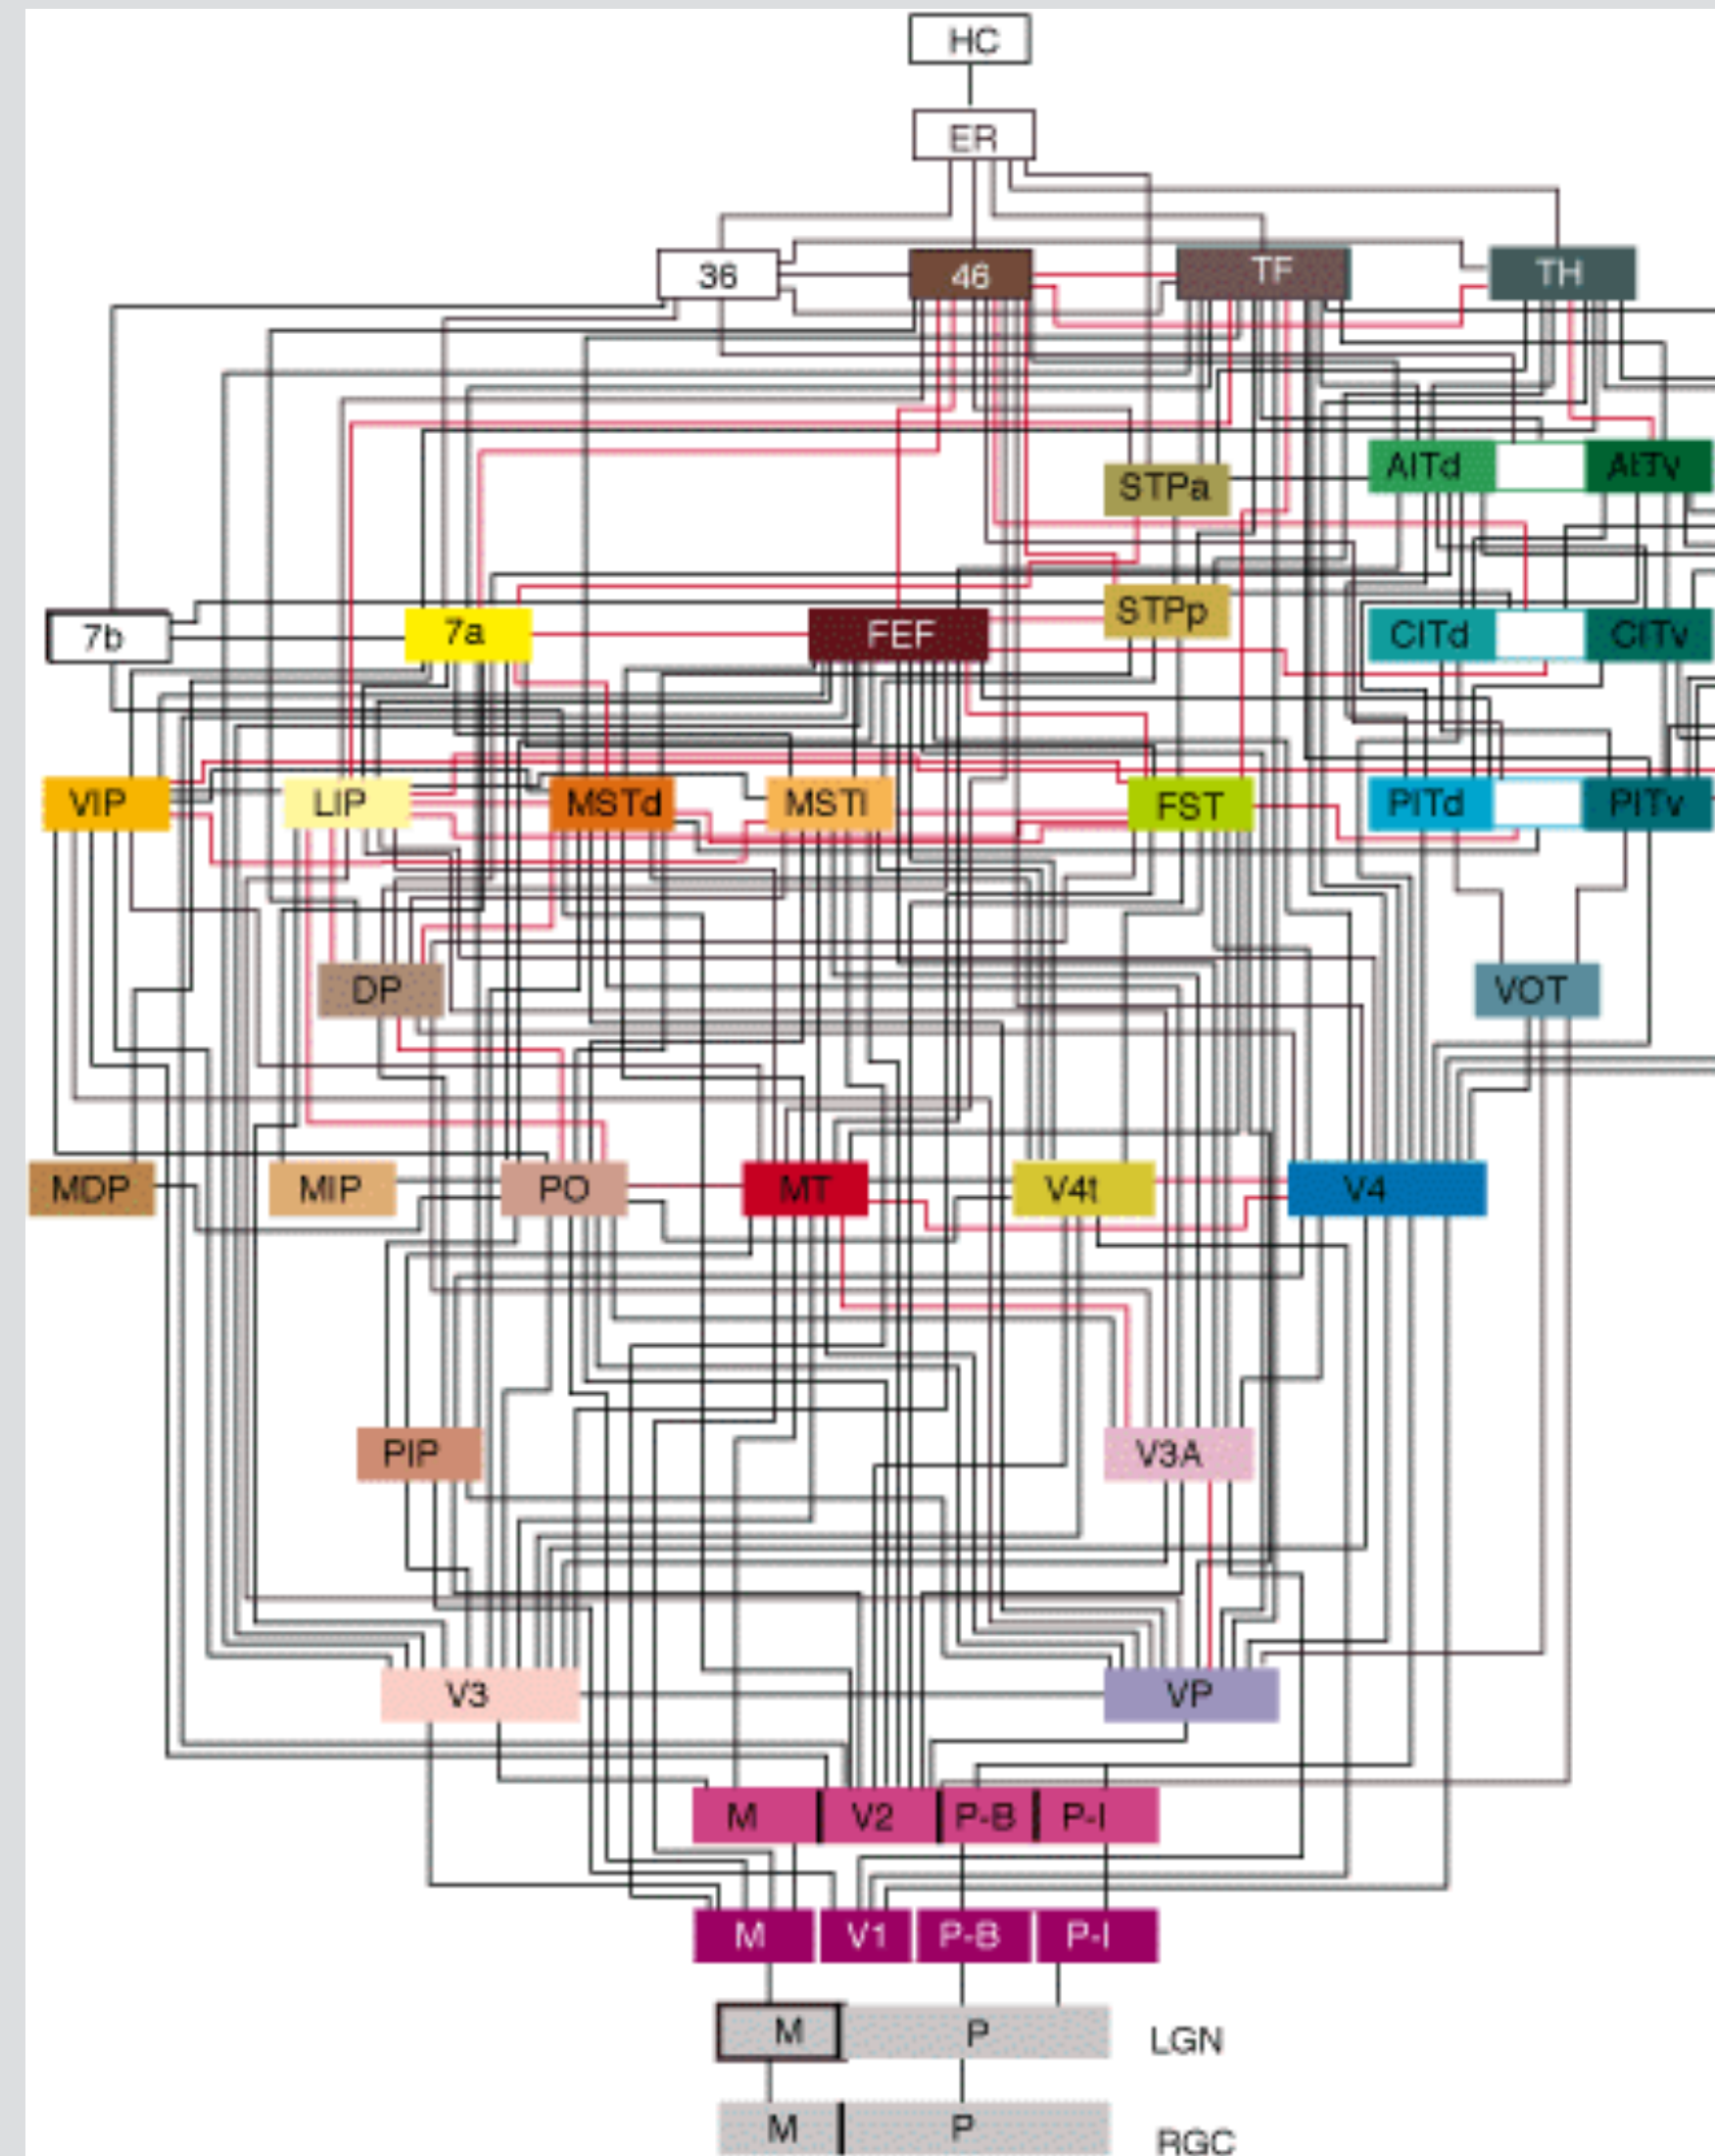 HC
ER
36 46 TF TH
AITd AITv
STPa
STPp
7b 7a FEF CITd CITv
VIP LIP MSTd MSTl FST PITd PITv
DP VOT
MDP MIP PO MT V4t V4
PIP V3A
V3 VP
M V2 P-B P-I
M V1 P-B P-I
M P LGN
M P RGC